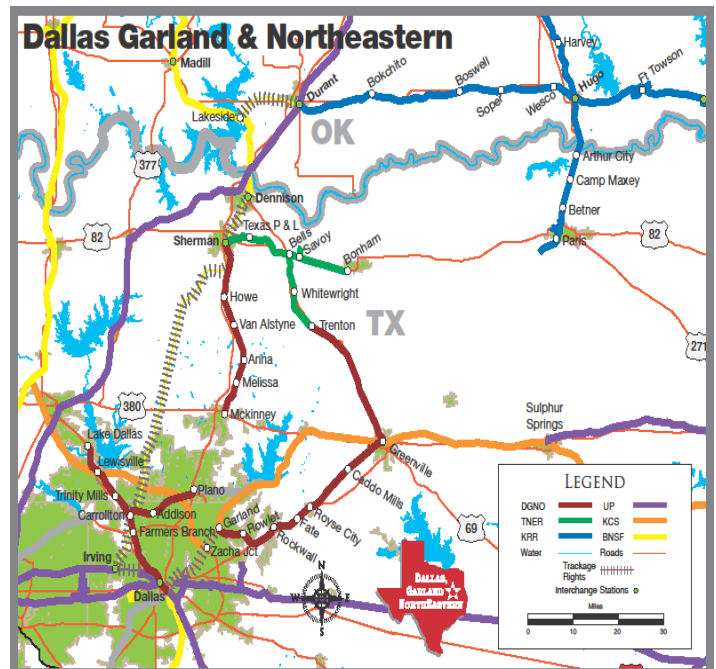 Dallas Garland & Northeastern
Harvey
Madill
Durant
Bokchito
Boswell
Soper
Wesco
Hugo
Ft Towson
Lakeside
OK
377
Arthur City
Camp Maxey
Dennison
Betner
82
Sherman
Texas P & L
Bells
Savoy
Bonham
82
Paris
Whitewright
Howe
TX
Van Alstyne
Trenton
271
Anna
Melissa
380
Mckinney
Sulphur
Springs
Lake Dallas
Greenville
Lewisville
Caddo Mills
Trinity Mills
Plano
Carrollton
Addison
Garland
Royse City
69
Farmers Branch
Rowlett
Fate
Rockwall
Zacha Jct
Irving
Dallas
N
W
E
S
DALLAS
GARLAND
NORTHEASTERN
LEGEND
DGNO
UP
TNER
KCS
KRR
BNSF
Water
Roads
Trackage
Rights
Interchange Stations
Miles
0
10
20
30